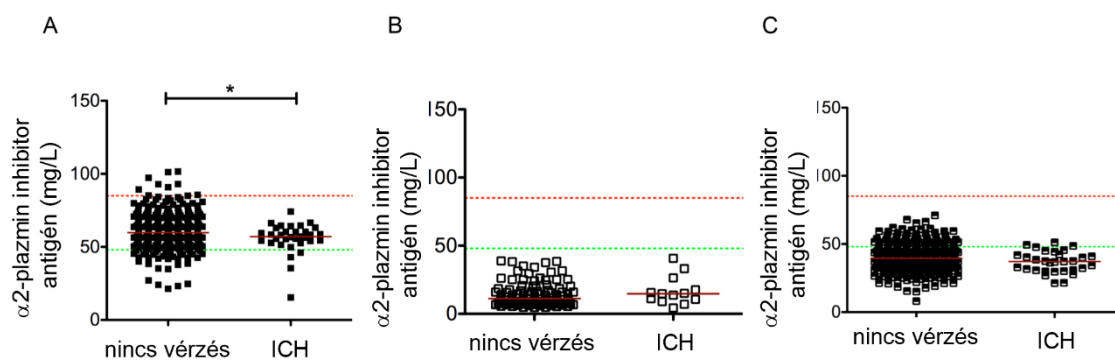 A
α2-plazmin inhibitor
antigén (mg/L)
150
100
50
0
*
nincs vérzés
ICH
B
α2-plazmin inhibitor
antigén (mg/L)
150
100
50
0
nincs vérzés
ICH
C
α2-plazmin inhibitor
antigén (mg/L)
150
100
50
0
nincs vérzés
ICH